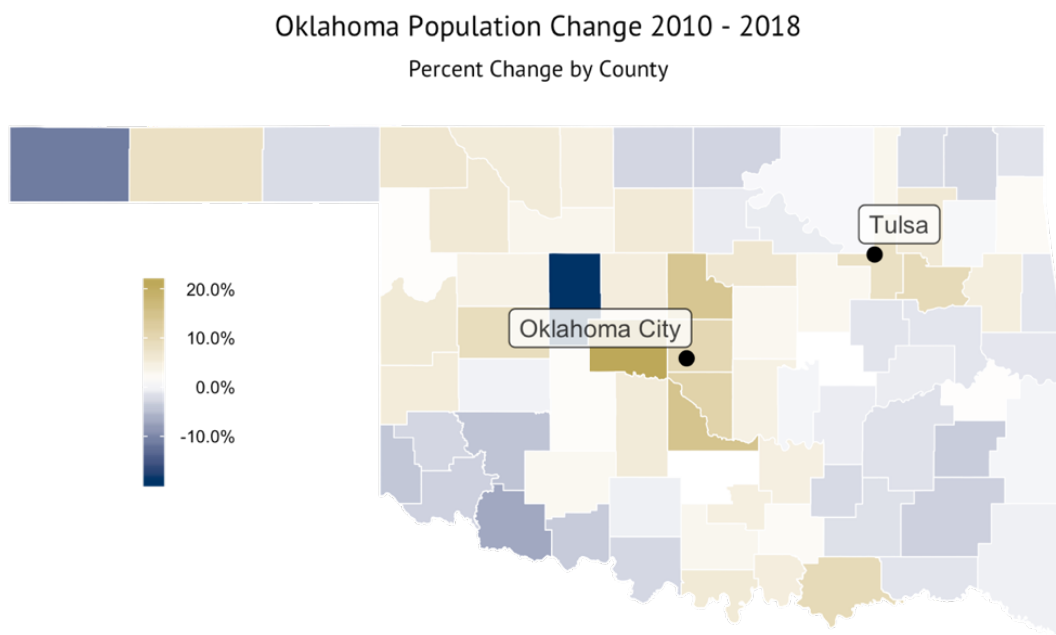 Oklahoma Population Change 2010 - 2018
Percent Change by County
Tulsa
20.0%
10.0%
0.0%
-10.0%
Oklahoma City